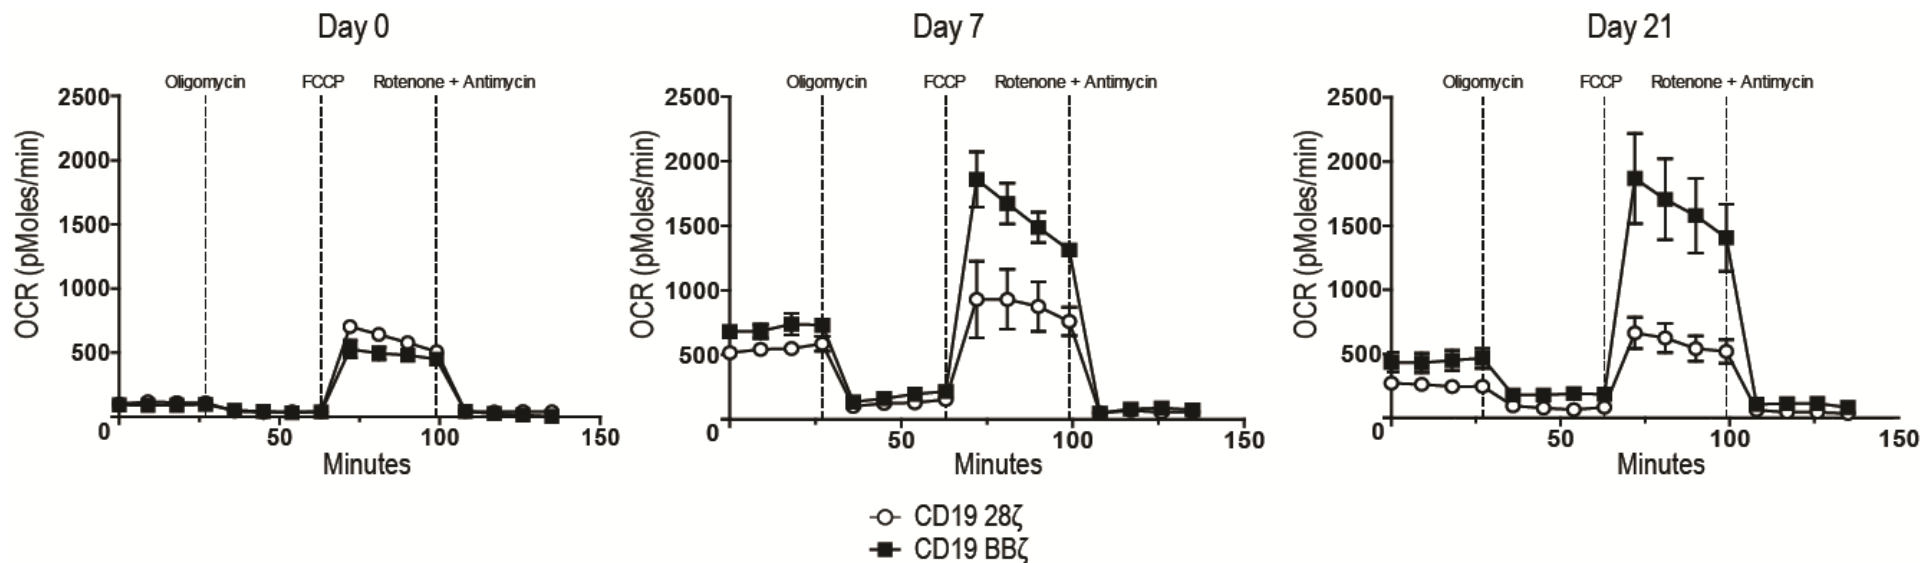 Day 0
Day 7
Day 21
Oligomycin FCCP Rotenone + Antimycin
Oligomycin FCCP Rotenone + Antimycin
Oligomycin FCCP Rotenone + Antimycin
OCR (pMoles/min)
2500
2000
1500
1000
500
0
50
100
150
Minutes
OCR (pMoles/min)
2500
2000
1500
1000
500
0
50
100
150
Minutes
OCR (pMoles/min)
2500
2000
1500
1000
500
0
50
100
150
Minutes
CD19 28ζ
CD19 BBζ